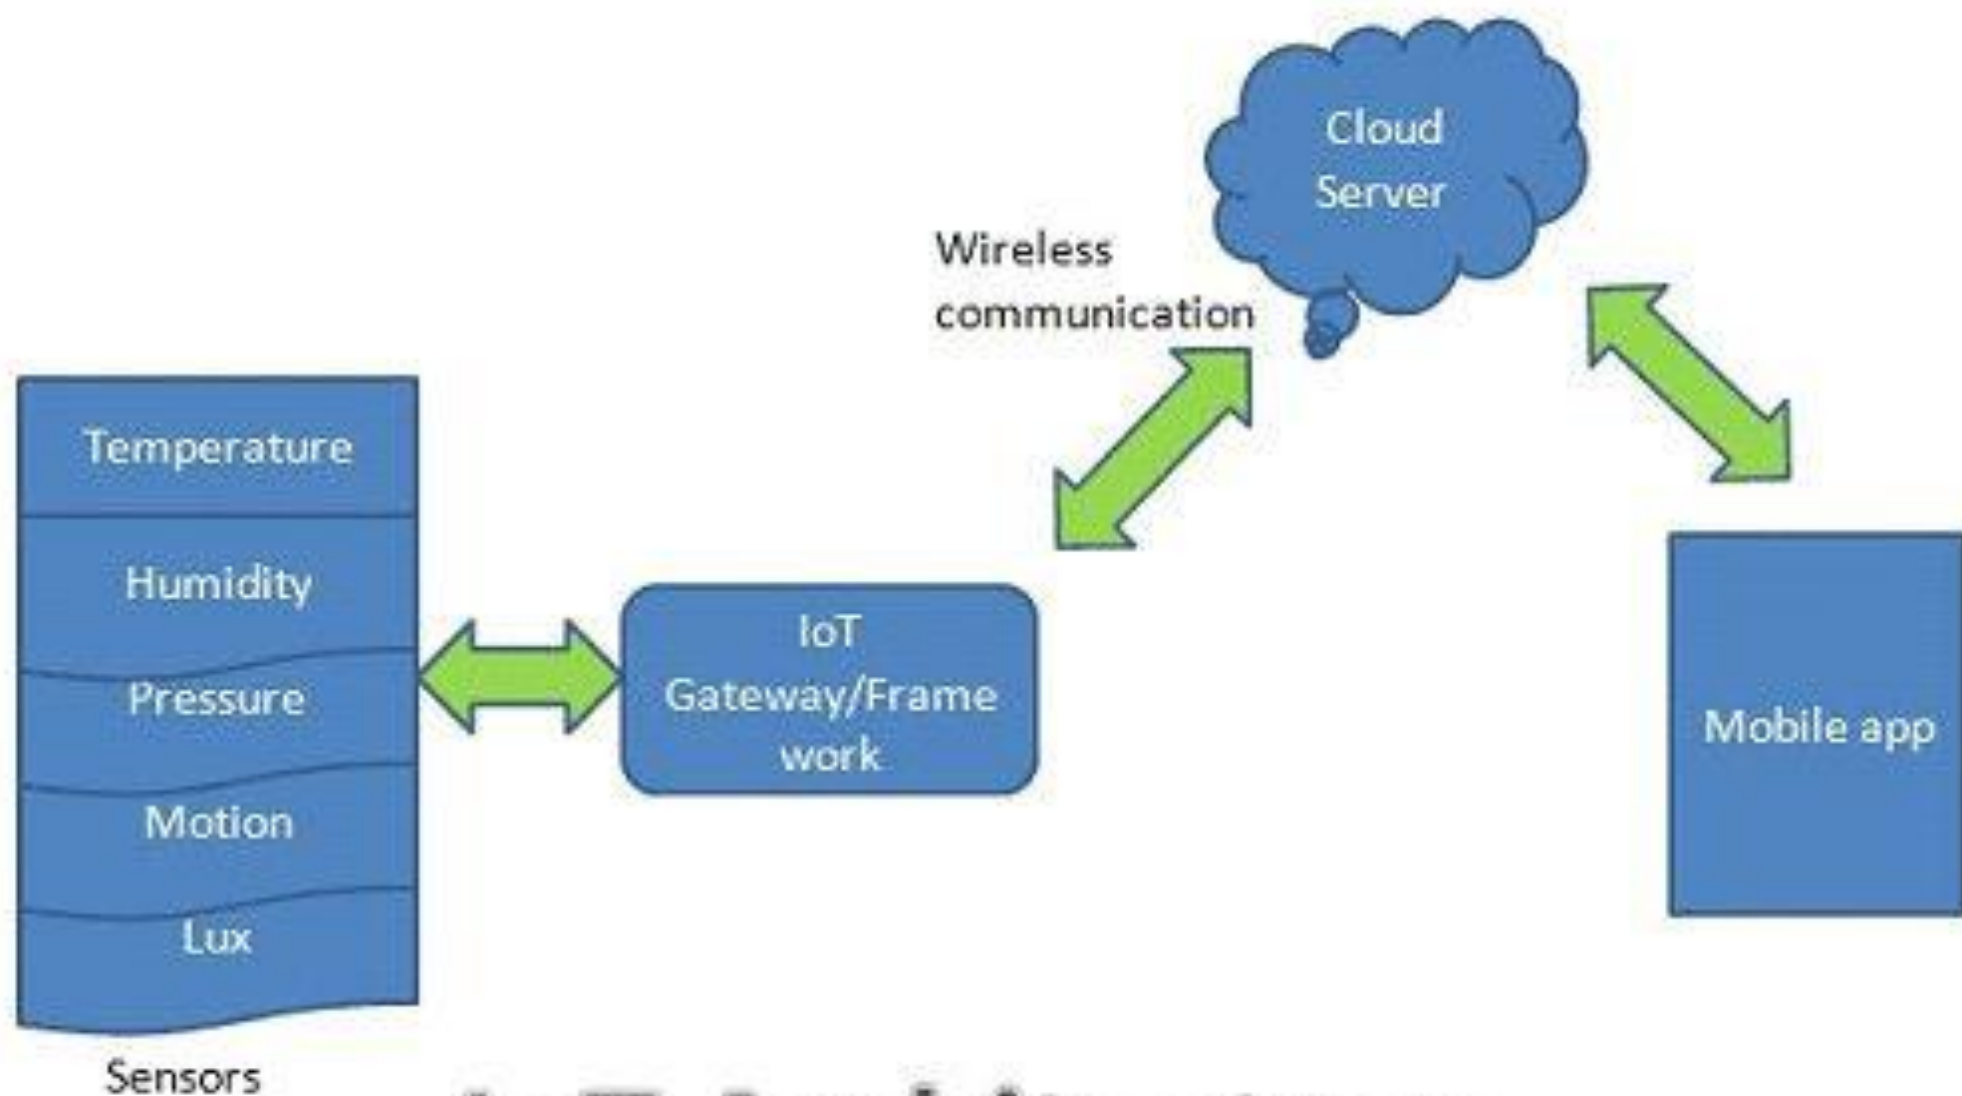 Cloud
Server
Wireless
communication
Temperature
Humidity
Pressure
Motion
Lux
Sensors
IoT
Gateway/Frame
work
Mobile app